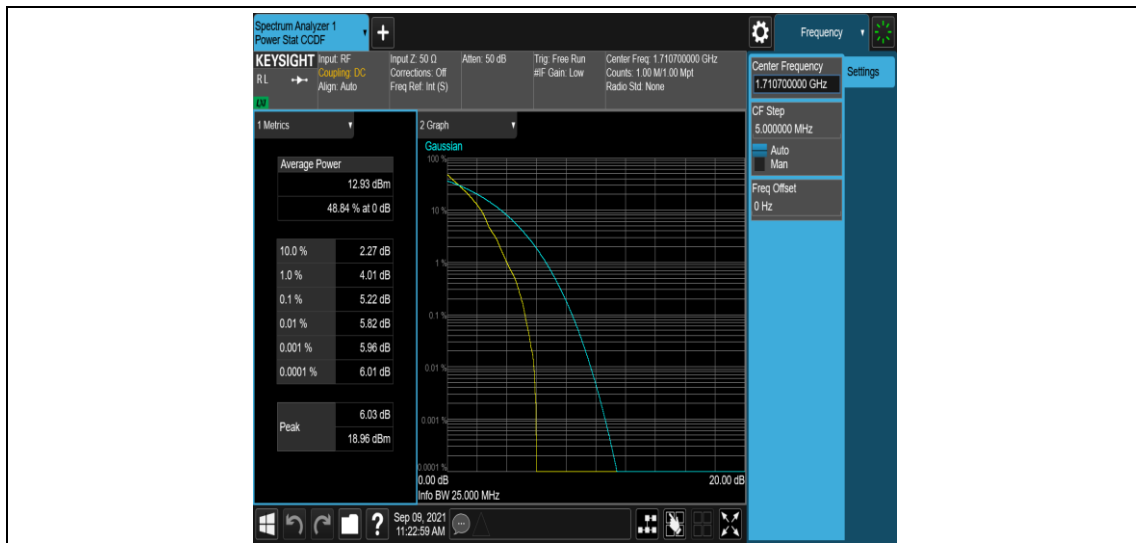 Spectrum Analyzer 1
Power Stat CCDF
+
Frequency
KEYSIGHT
RL
LXI
Input: RF
Coupling: DC
Align: Auto
Input Z: 50 Ω
Corrections: Off
Freq Ref: Int (S)
Atten: 50 dB
Trig: Free Run
#IF Gain: Low
Center Freq: 1.710700000 GHz
Counts: 1.00 M/1.00 Mpt
Radio Std: None
Center Frequency
1.710700000 GHz
Settings
CF Step
5.000000 MHz
Auto
Man
Freq Offset
0 Hz
1 Metrics
Average Power
12.93 dBm
48.84 % at 0 dB
10.0 % 2.27 dB
1.0 % 4.01 dB
0.1 % 5.22 dB
0.01 % 5.82 dB
0.001 % 5.96 dB
0.0001 % 6.01 dB
Peak
6.03 dB
18.96 dBm
2 Graph
Gaussian
100 %
10 %
1 %
0.1 %
0.01 %
0.001 %
0.0001 %
0.00 dB 20.00 dB
Info BW 25.000 MHz
?
Sep 09, 2021
11:22:59 AM